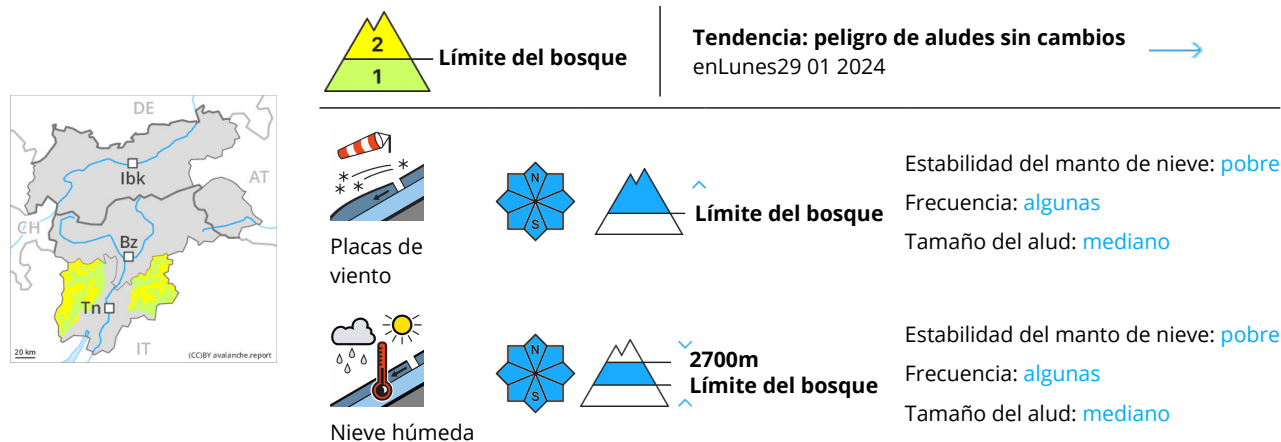 2
1
Límite del bosque
Tendencia: peligro de aludes sin cambios
enLunes29 01 2024
DE
Ibk
AT
CH
Bz
Tn
IT
20 km
(CC)BY avalanche.report
Placas de
viento
N
S
Límite del bosque
Estabilidad del manto de nieve: pobre
Frecuencia: algunas
Tamaño del alud: mediano
Nieve húmeda
N
S
2700m
Límite del bosque
Estabilidad del manto de nieve: pobre
Frecuencia: algunas
Tamaño del alud: mediano